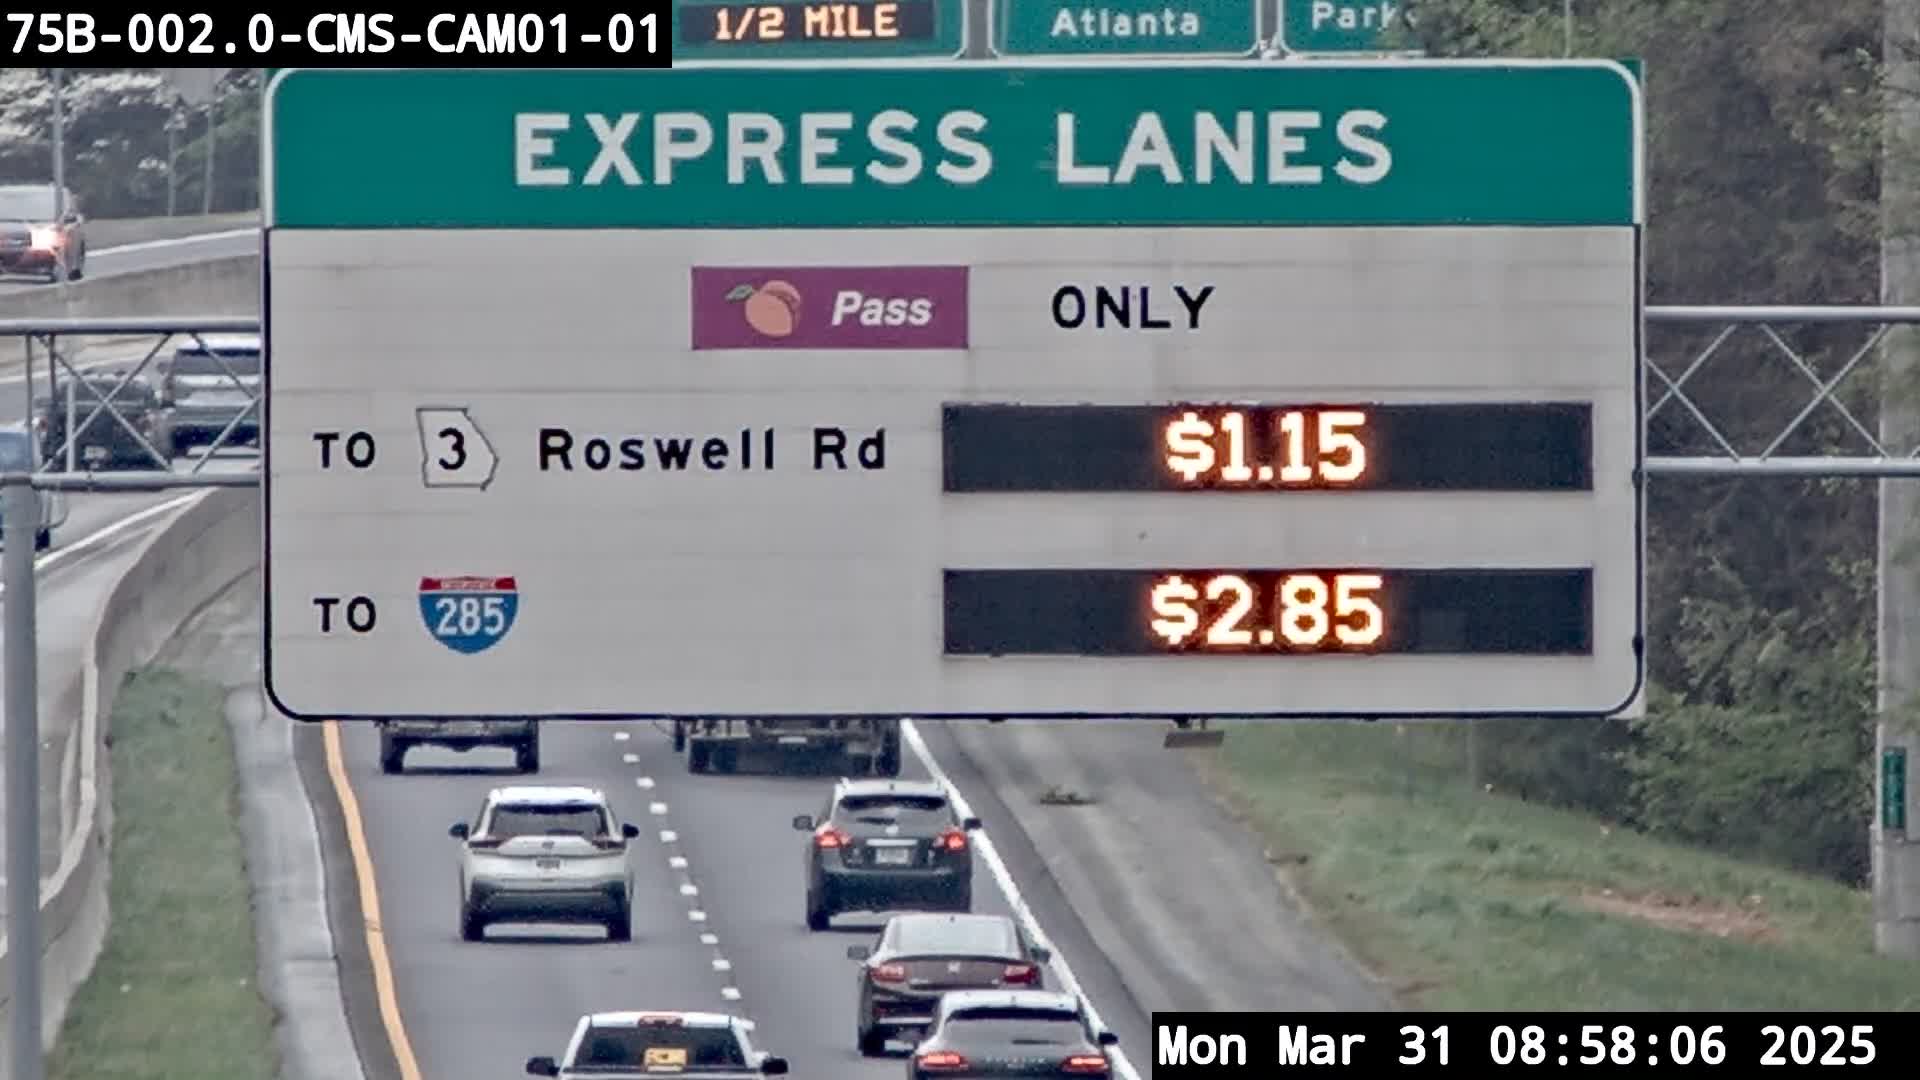 75B-002.0-CMS-CAM01-01
1/2 MILE
Atlanta
Park
EXPRESS LANES
Pass ONLY
TO 3 Roswell Rd $1.15
TO 285 $2.85
Mon Mar 31 08:58:06 2025